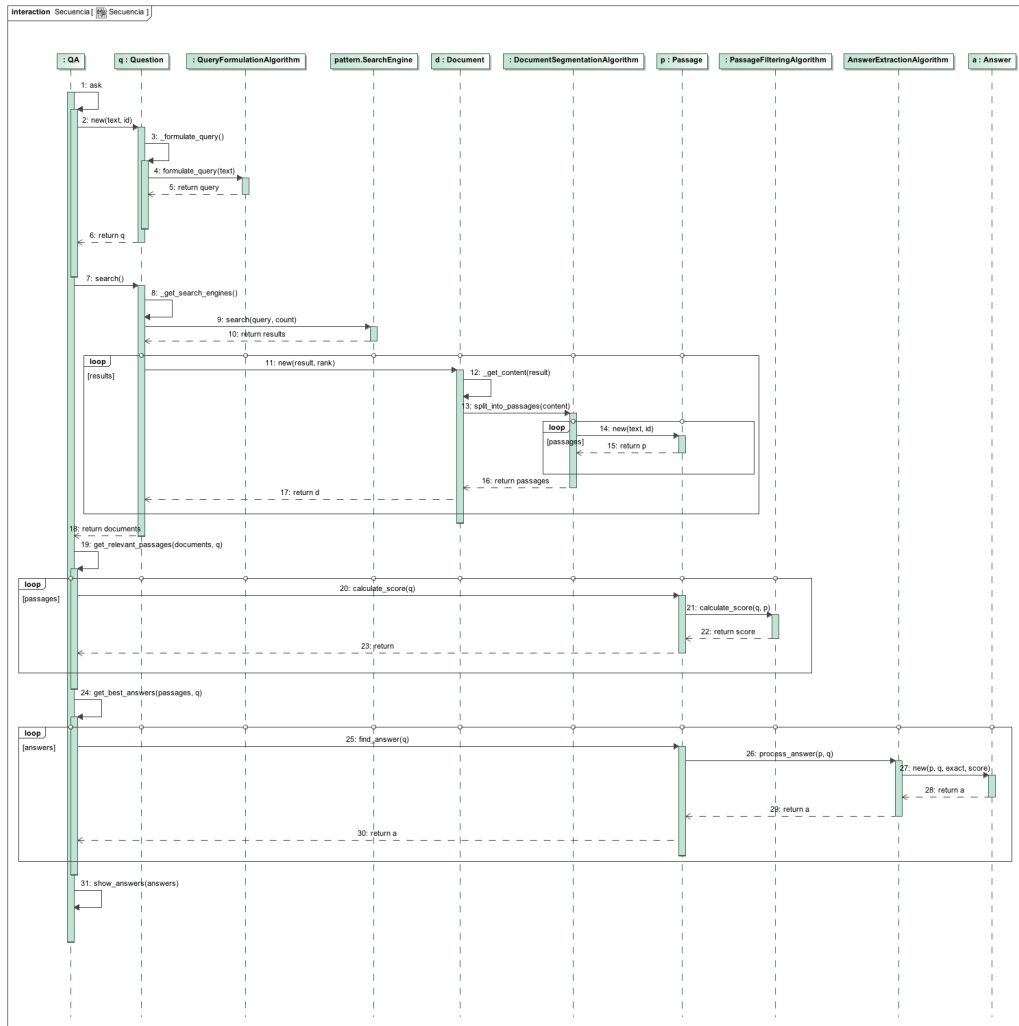 interaction Secuencia[ Secuencia ]
: QA
q : Question
: QueryFormulationAlgorithm
pattern.SearchEngine
d : Document
: DocumentSegmentationAlgorithm
p : Passage
: PassageFilteringAlgorithm
AnswerExtractionAlgorithm
a : Answer
1: ask
2: new(text, id)
3: _formulate_query()
4: formulate_query(text)
5: return query
6: return q
7: search()
8: _get_search_engines()
9: search(query, count)
10: return results
loop
[results]
11: new(result, rank)
12: _get_content(result)
13: split_into_passages(content)
loop
[passages]
14: new(text, id)
15: return p
16: return passages
17: return d
18: return documents
19: get_relevant_passages(documents, q)
loop
[passages]
20: calculate_score(q)
21: calculate_score(q, p)
22: return score
23: return
24: get_best_answers(passages, q)
loop
[answers]
25: find_answer(q)
26: process_answer(p, q)
27: new(p, q, exact, score)
28: return a
29: return a
30: return a
31: show_answers(answers)